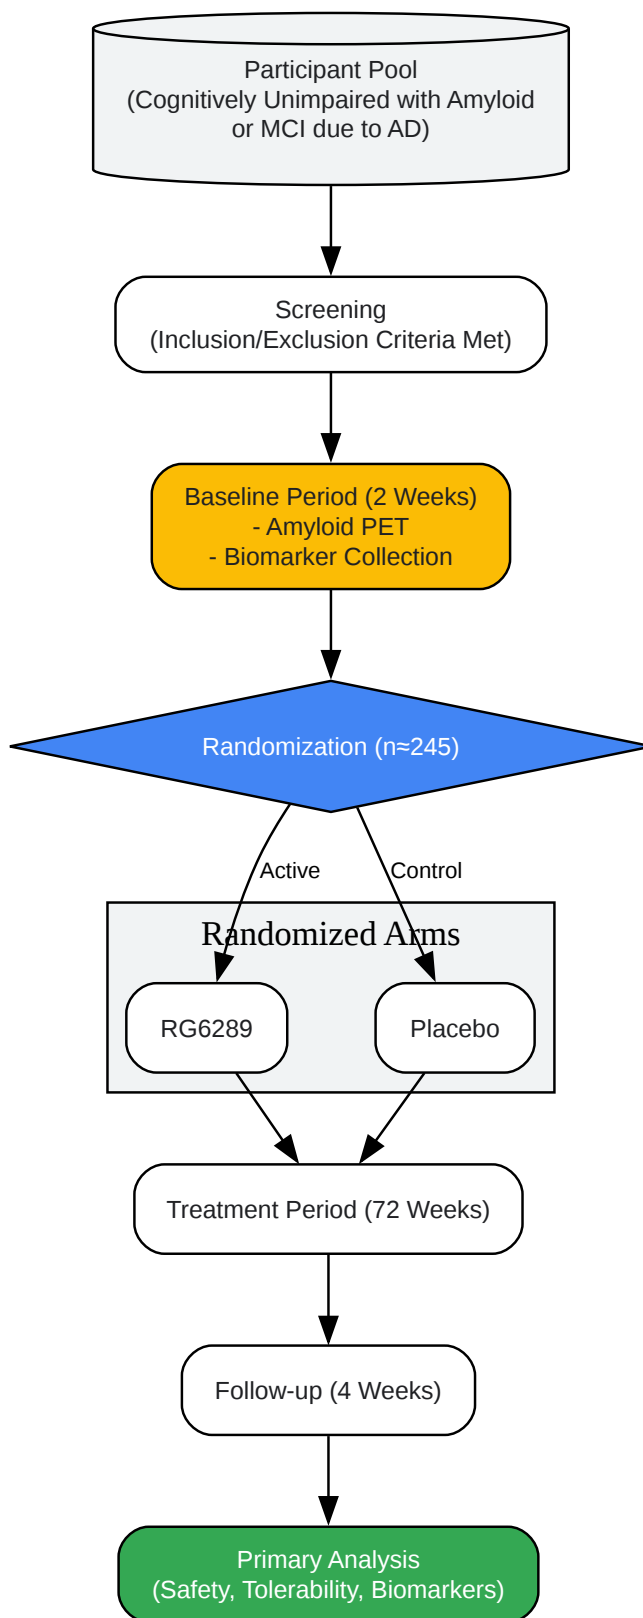 Participant Pool
(Cognitively Unimpaired with Amyloid
or MCI due to AD)
Screening
(Inclusion/Exclusion Criteria Met)
Baseline Period (2 Weeks)
- Amyloid PET
- Biomarker Collection
Randomization (n≈245)
Active
Control
Randomized Arms
RG6289
Placebo
Treatment Period (72 Weeks)
Follow-up (4 Weeks)
Primary Analysis
(Safety, Tolerability, Biomarkers)